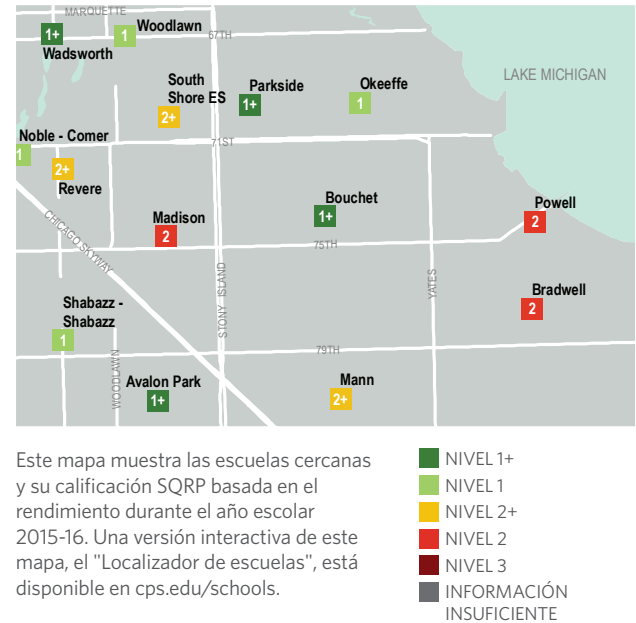 MARQUETTE
1+
Wadsworth
1
Woodlawn
67TH
LAKE MICHIGAN
South
Shore ES
2+
Parkside
1+
Okeeffe
1
Noble - Comer
1
71ST
2+
Revere
Bouchet
1+
Powell
2
Madison
2
75TH
CHICAGO SKYWAY
STONY ISLAND
YATES
Bradwell
2
Shabazz -
Shabazz
1
79TH
WOODLAWN
Avalon Park
1+
Mann
2+
Este mapa muestra las escuelas cercanas
y su calificación SQRP basada en el
rendimiento durante el año escolar
2015-16. Una versión interactiva de este
mapa, el "Localizador de escuelas", está
disponible en cps.edu/schools.
NIVEL 1+
NIVEL 1
NIVEL 2+
NIVEL 2
NIVEL 3
INFORMACIÓN
INSUFICIENTE